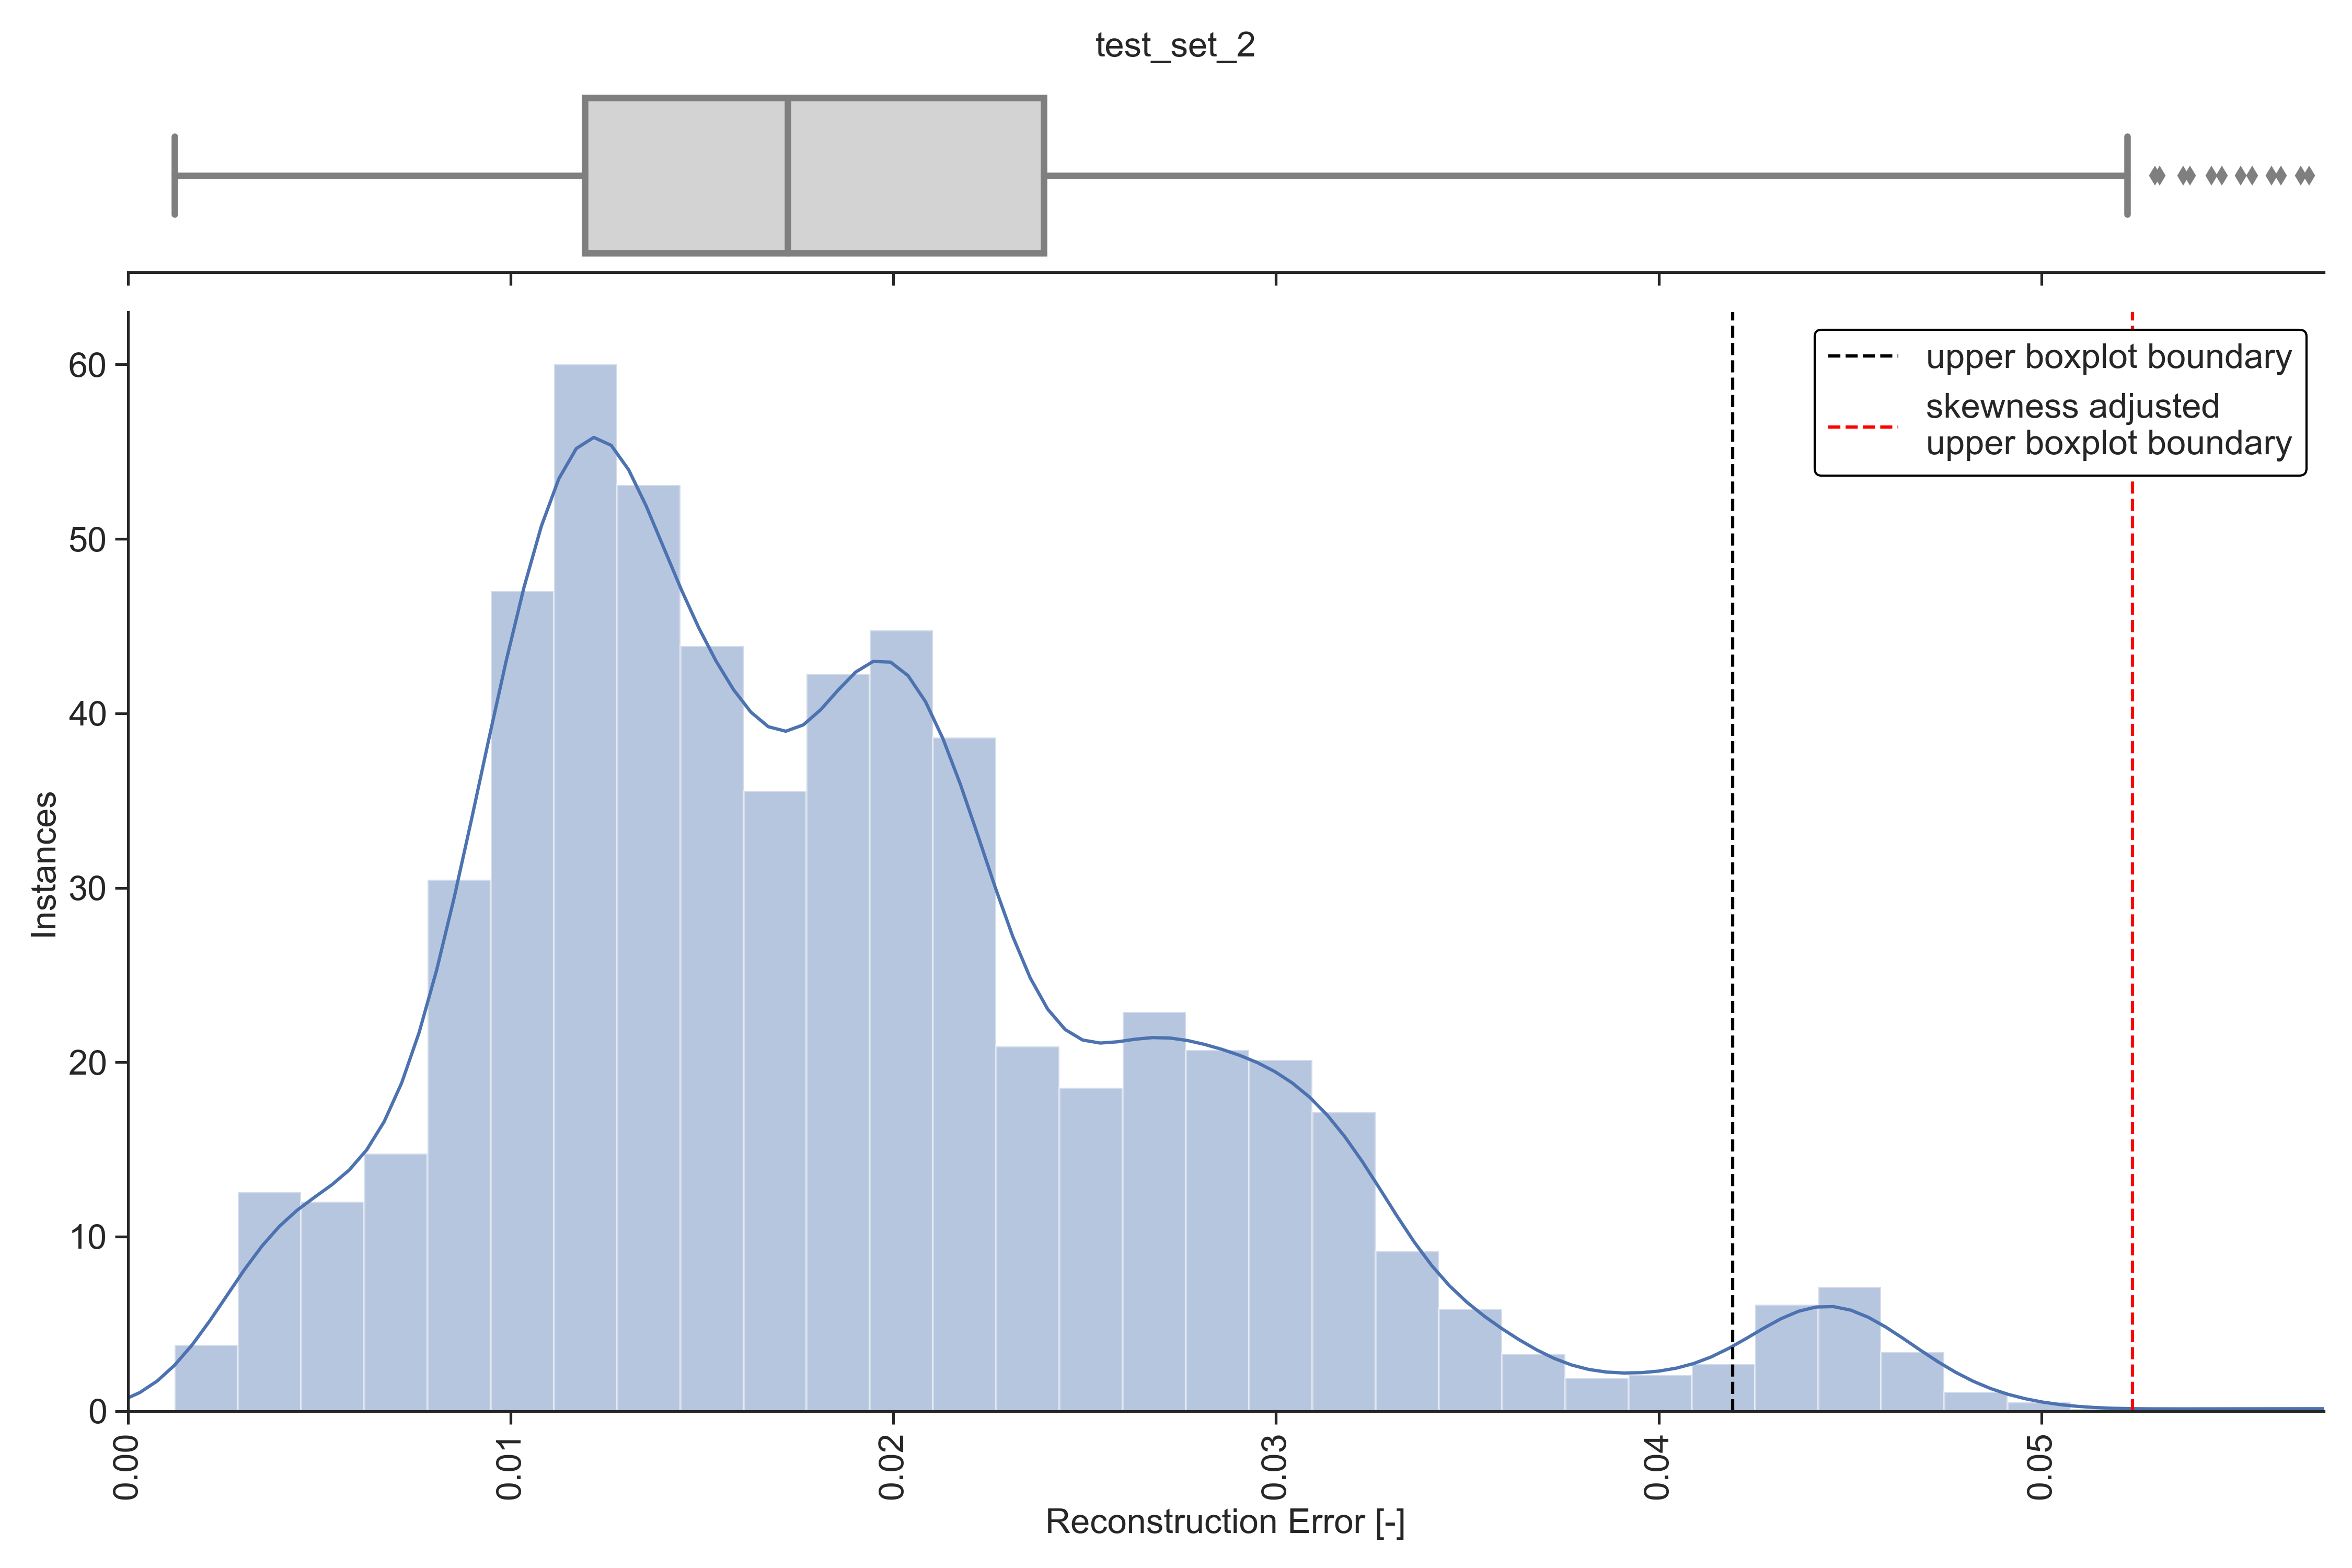 test_set_2
60
50
40
30
20
10
0
Instances
upper boxplot boundary
skewness adjusted
upper boxplot boundary
0.00
0.01
0.02
0.03
0.04
0.05
Reconstruction Error [-]